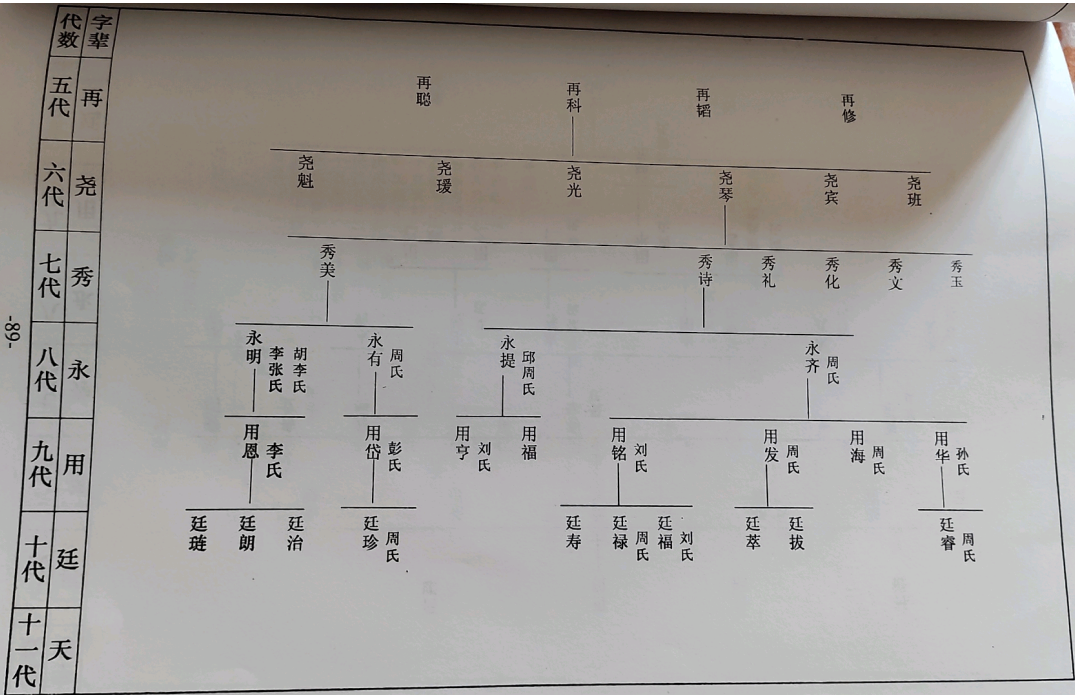 代数 字辈
五代 再
再聪 再科 再韬 再修
六代 尧
尧魁 尧瑷 尧光 尧琴 尧宾 尧班
七代 秀
秀美 秀诗 秀礼 秀化 秀文 秀玉
八代 永
永明 李张氏 胡李氏 永有 周氏 永提 邱周氏 永齐 周氏
九代 用
用恩 李氏 用岱 彭氏 用亨 刘氏 用福 用铭 刘氏 用发 周氏 用海 周氏 用华 孙氏
十代 廷
廷琏 廷朗 廷治 廷珍 周氏 廷寿 廷禄 周氏 廷福 刘氏 廷萃 廷拔 廷睿 周氏
十一代 天
-89-